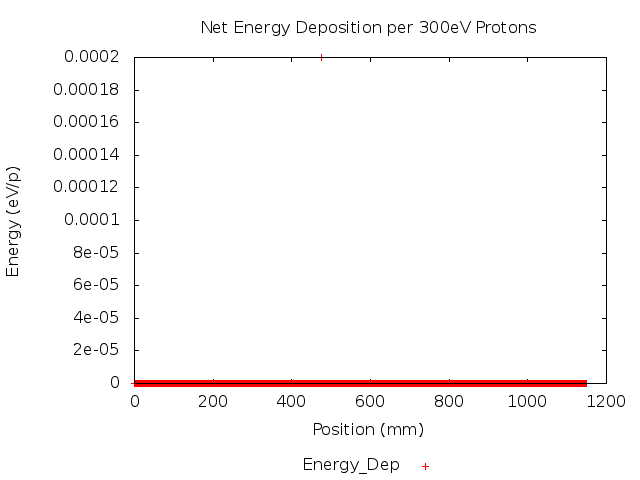 Net Energy Deposition per 300eV Protons
0.0002
0.00018
0.00016
0.00014
0.00012
0.0001
8e-05
6e-05
4e-05
2e-05
0
Energy (eV/p)
0 200 400 600 800 1000 1200
Position (mm)
Energy_Dep